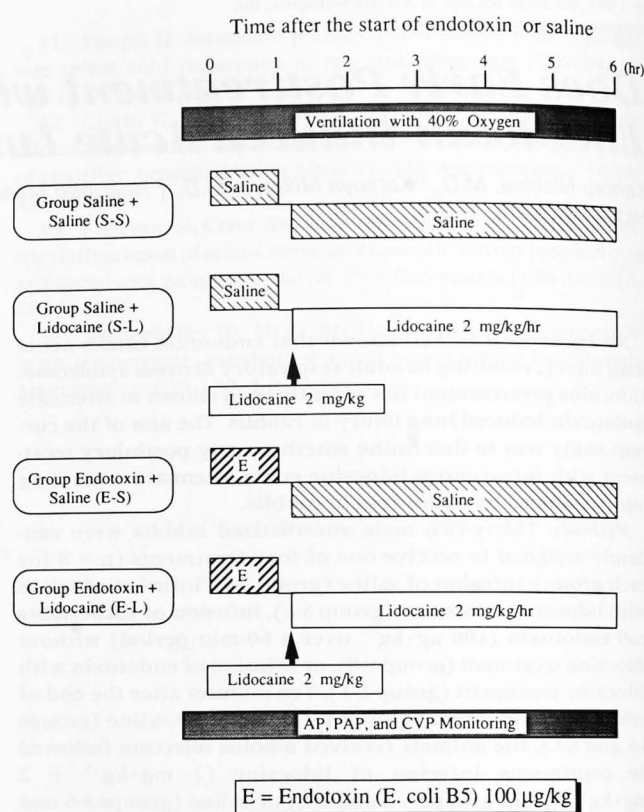 Time after the start of endotoxin or saline
0 1 2 3 4 5 6 (hr)
Ventilation with 40% Oxygen
Group Saline +
Saline (S-S)
Saline
Saline
Group Saline +
Lidocaine (S-L)
Saline
Lidocaine 2 mg/kg/hr
Lidocaine 2 mg/kg
Group Endotoxin +
Saline (E-S)
E
Saline
Group Endotoxin +
Lidocaine (E-L)
E
Lidocaine 2 mg/kg/hr
Lidocaine 2 mg/kg
AP, PAP, and CVP Monitoring
E = Endotoxin (E. coli B5) 100 μg/kg